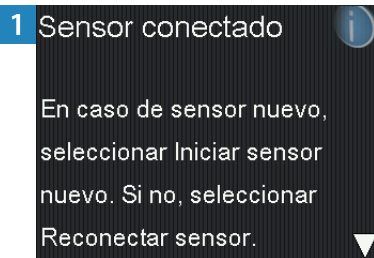 1 Sensor conectado
En caso de sensor nuevo,
seleccionar Iniciar sensor
nuevo. Si no, seleccionar
Reconectar sensor.